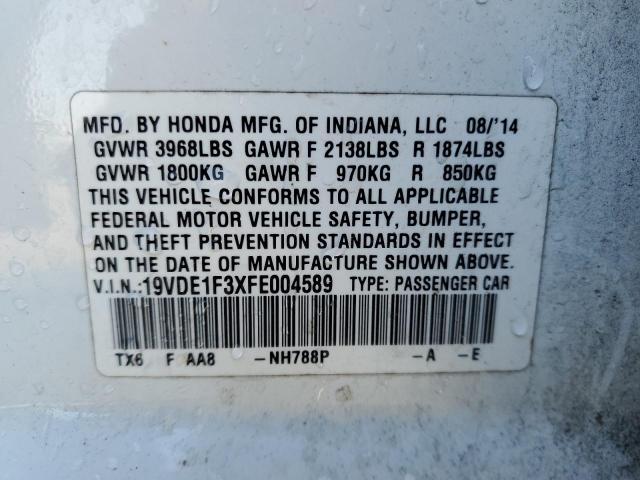 MFD. BY HONDA MFG. OF INDIANA, LLC 08/'14
GVWR 3968LBS GAWR F 2138LBS R 1874LBS
GVWR 1800KG GAWR F 970KG R 850KG
THIS VEHICLE CONFORMS TO ALL APPLICABLE
FEDERAL MOTOR VEHICLE SAFETY, BUMPER,
AND THEFT PREVENTION STANDARDS IN EFFECT
ON THE DATE OF MANUFACTURE SHOWN ABOVE.
V.I.N.:19VDE1F3XFE004589 TYPE: PASSENGER CAR
TX6 F AA8 -NH788P -A -E